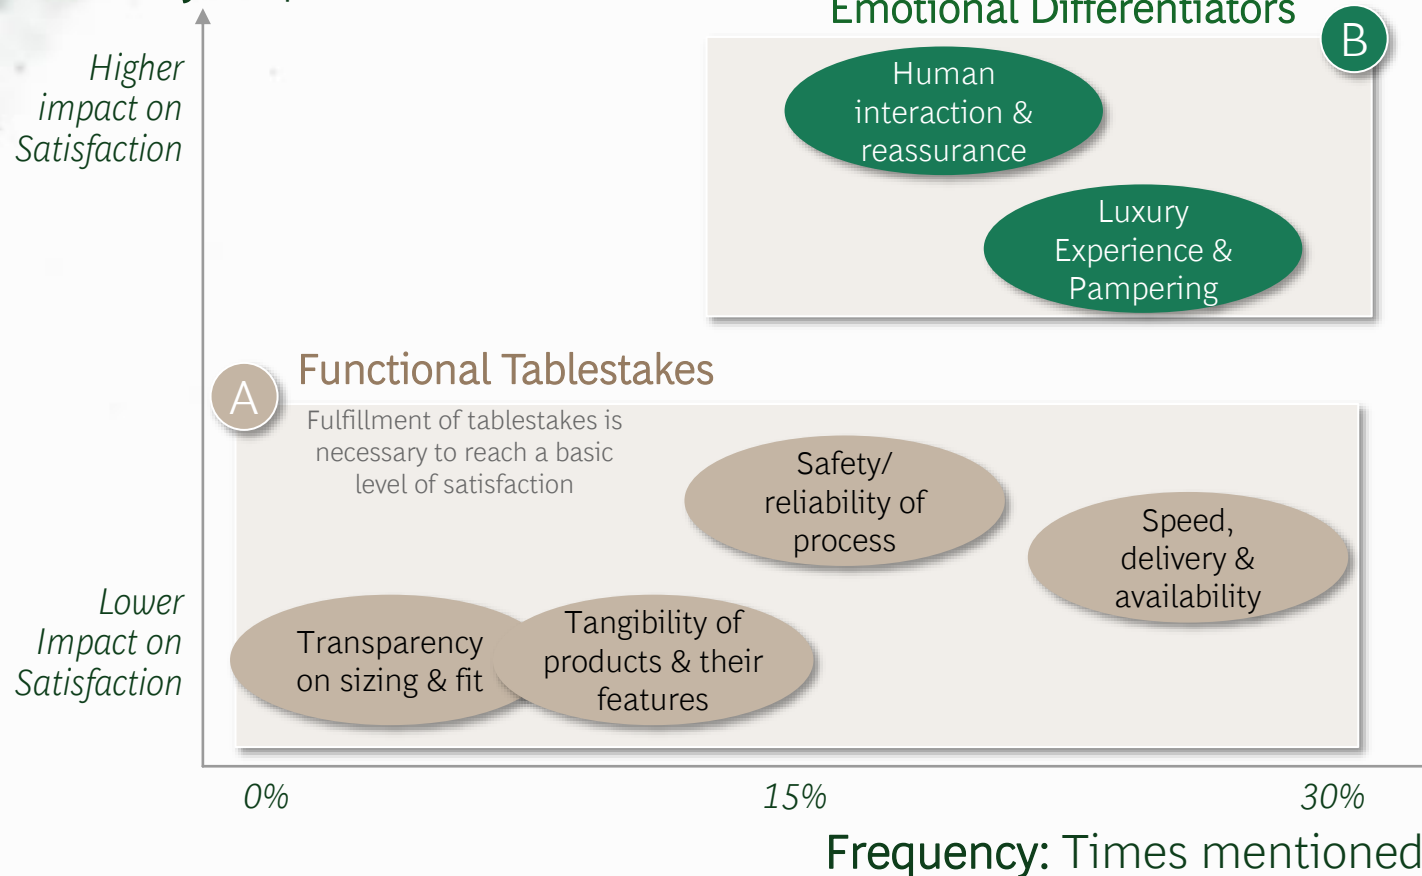 Emotional Differentiators
B
Higher
impact on
Satisfaction
Human
interaction &
reassurance
Luxury
Experience &
Pampering
A
Functional Tablestakes
Fulfillment of tablestakes is
necessary to reach a basic
level of satisfaction
Safety/
reliability of
process
Speed,
delivery &
availability
Lower
Impact on
Satisfaction
Transparency
on sizing & fit
Tangibility of
products & their
features
0%
15%
30%
Frequency: Times mentioned